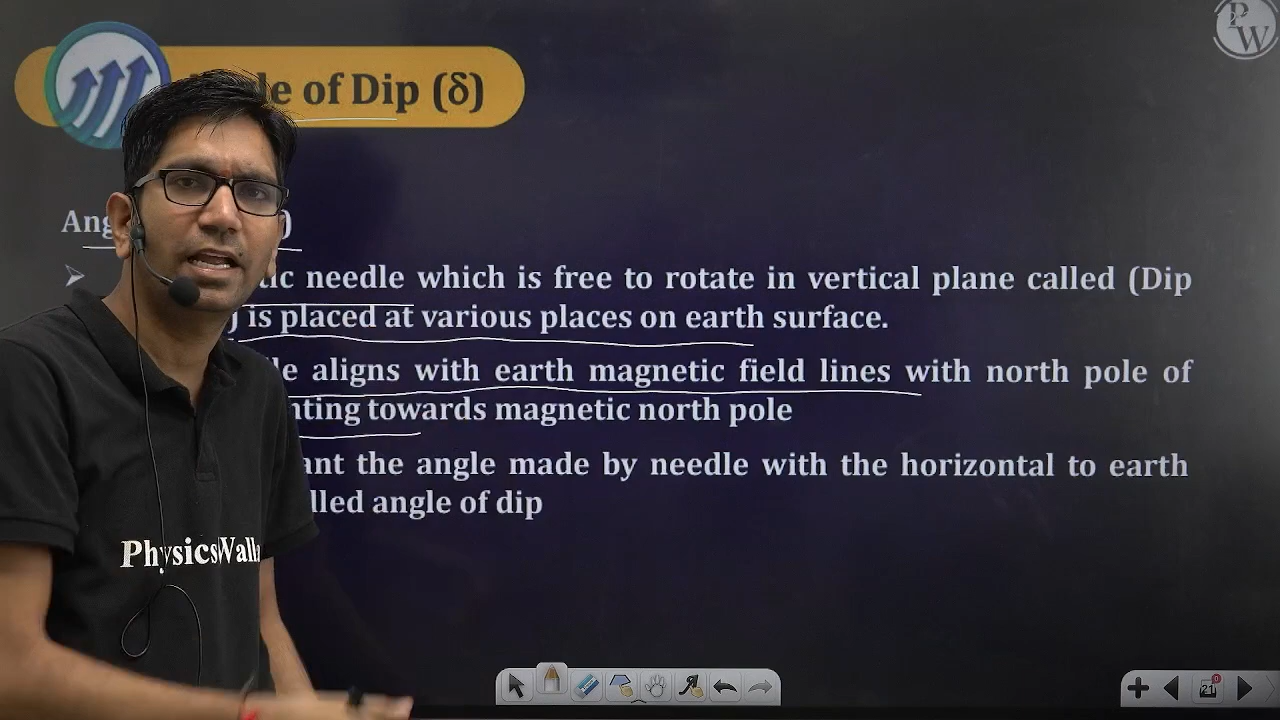 e of Dip (δ)
PW
Ang )
tic needle which is free to rotate in vertical plane called (Dip
) is placed at various places on earth surface.
le aligns with earth magnetic field lines with north pole of
nting towards magnetic north pole
ant the angle made by needle with the horizontal to earth
lled angle of dip
PhysicsWalla
21